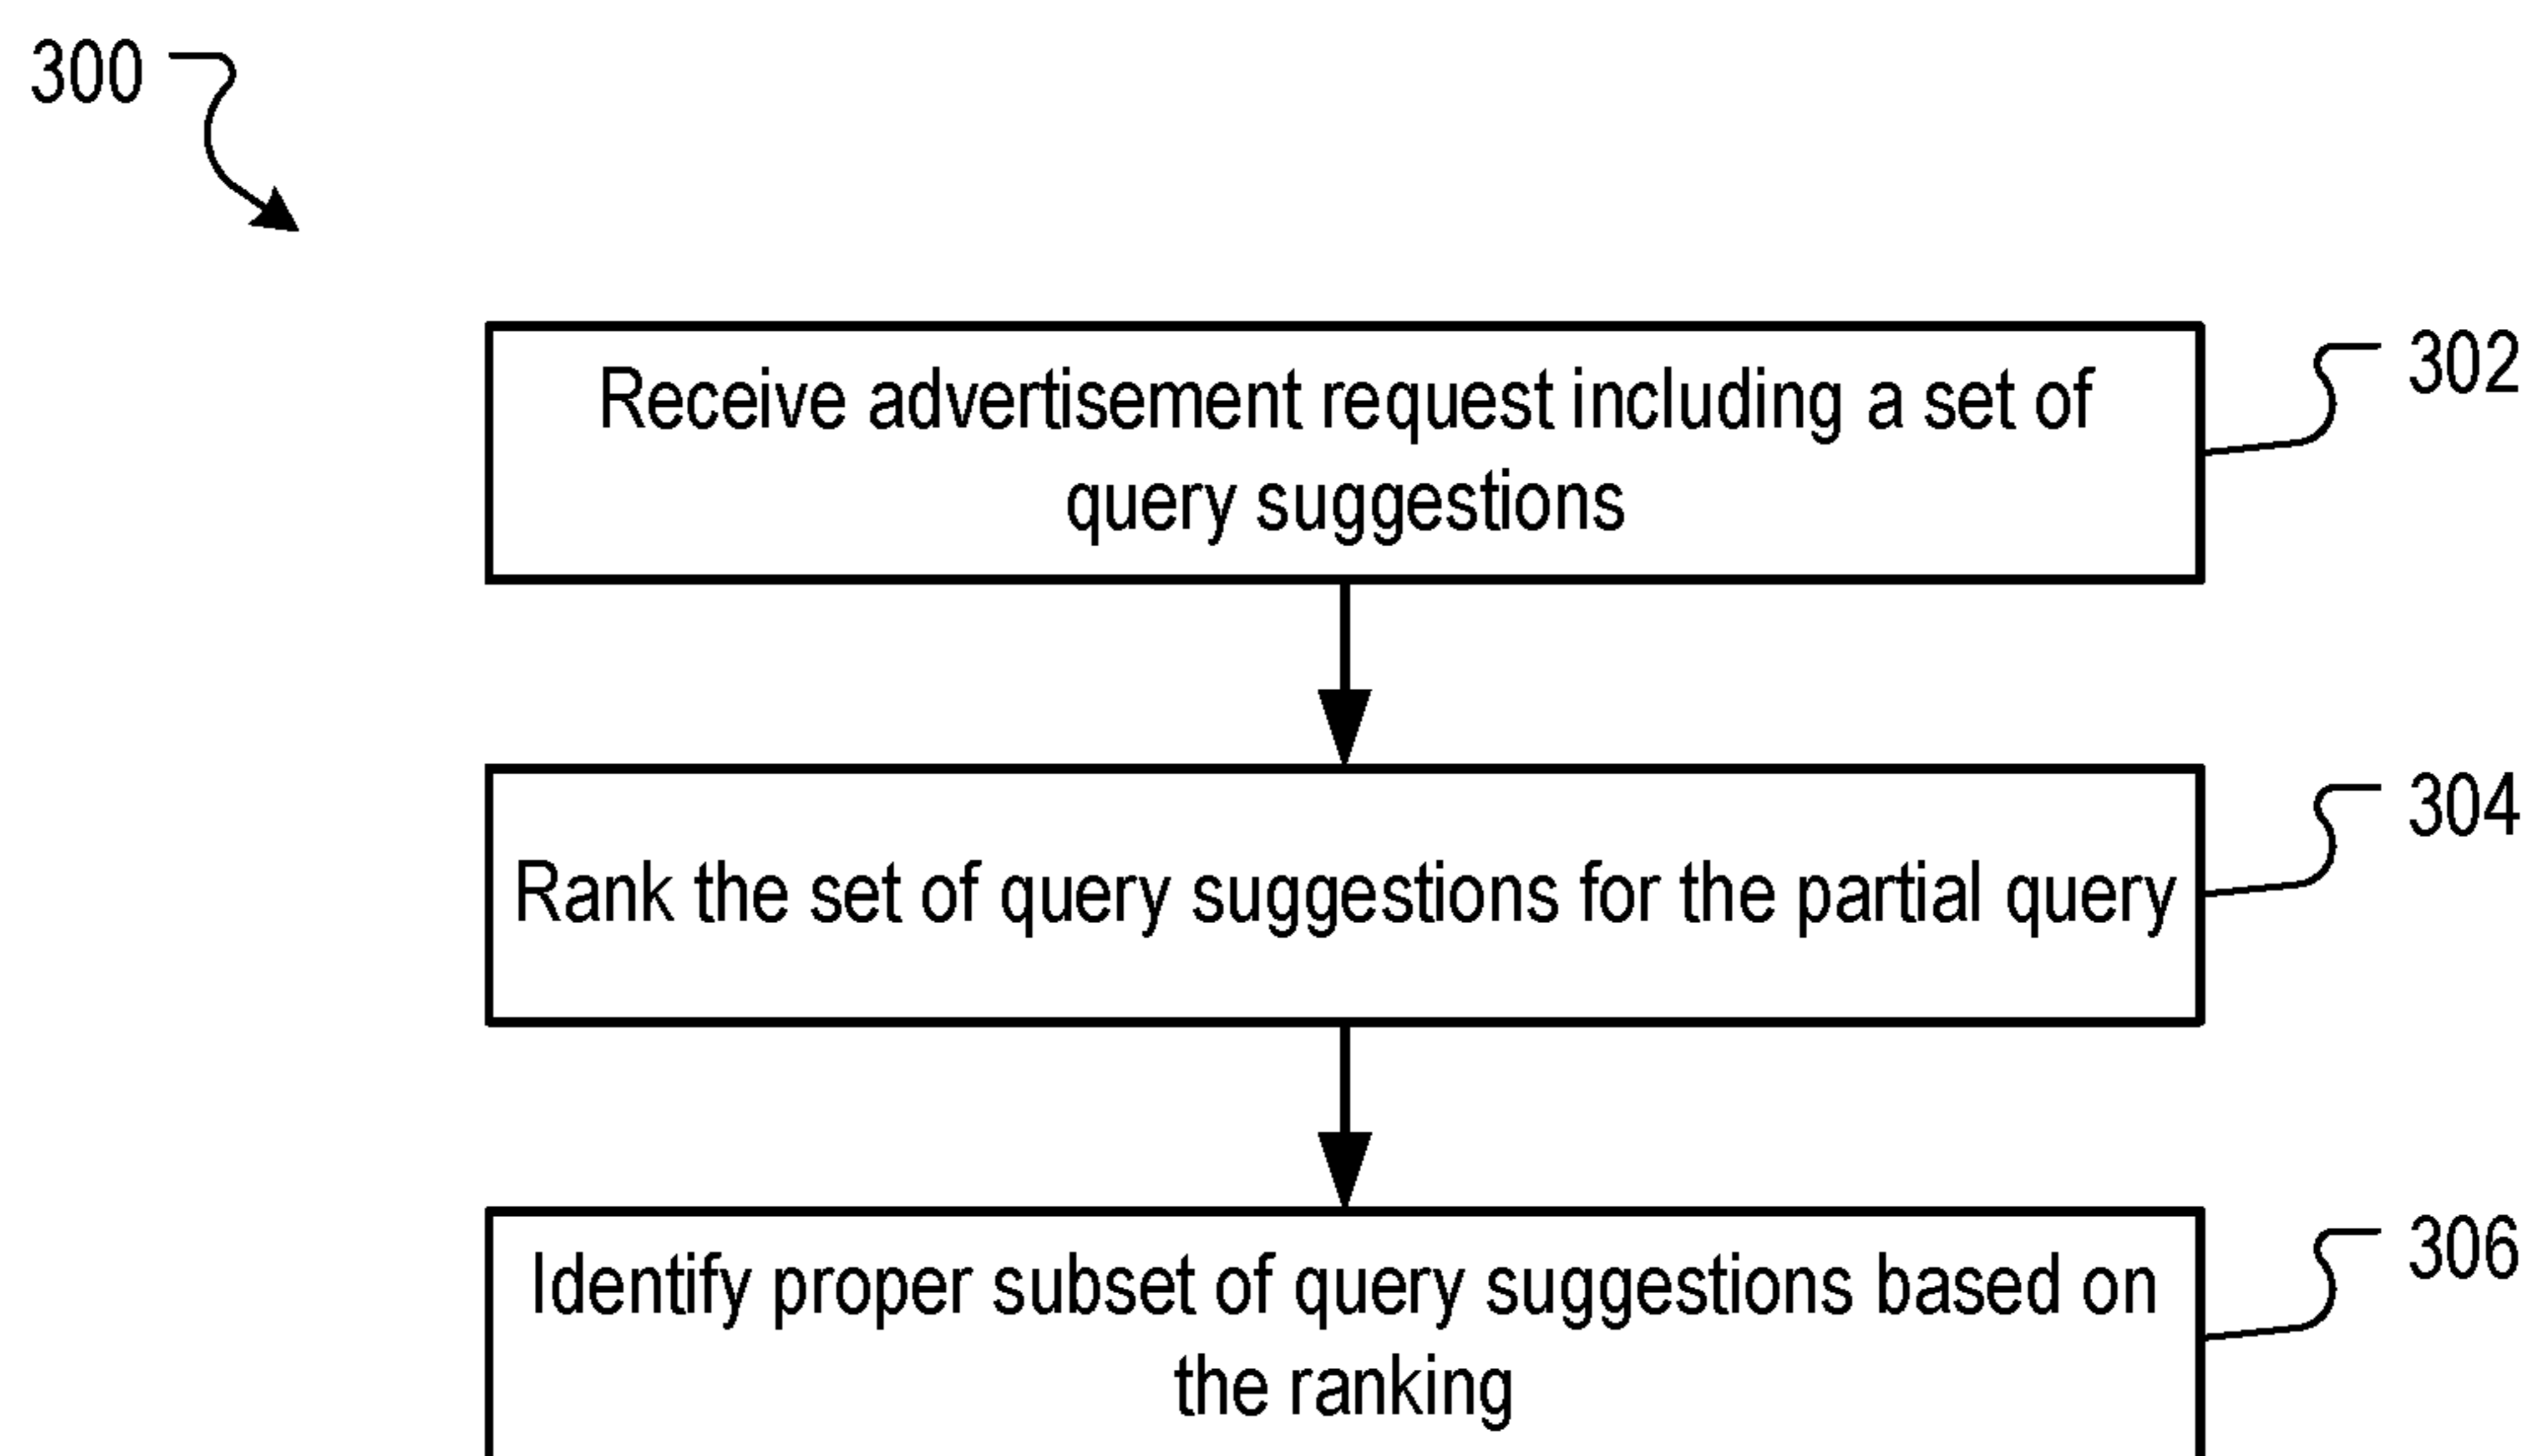 300
Receive advertisement request including a set of
query suggestions
302
Rank the set of query suggestions for the partial query
304
Identify proper subset of query suggestions based on
the ranking
306